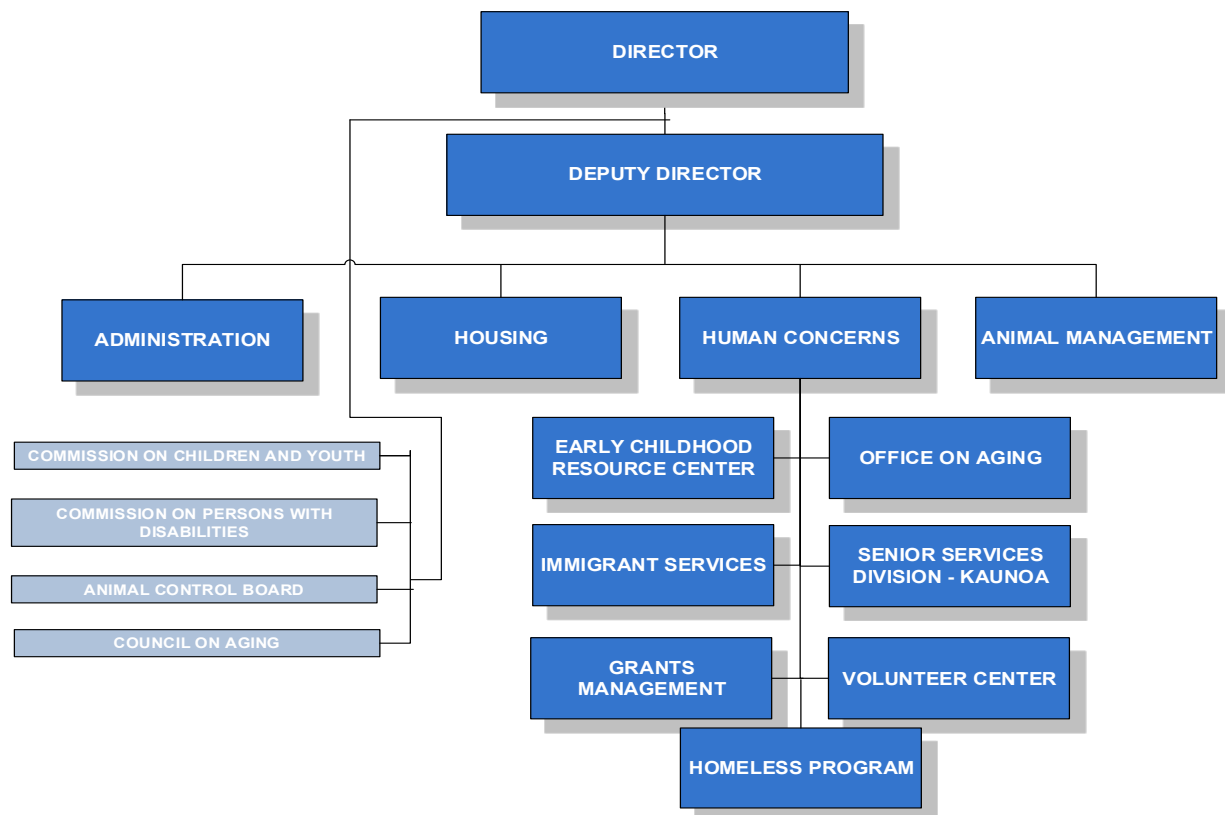 DIRECTOR
DEPUTY DIRECTOR
ADMINISTRATION
HOUSING
HUMAN CONCERNS
ANIMAL MANAGEMENT
COMMISSION ON CHILDREN AND YOUTH
COMMISSION ON PERSONS WITH
DISABILITIES
ANIMAL CONTROL BOARD
COUNCIL ON AGING
EARLY CHILDHOOD
RESOURCE CENTER
OFFICE ON AGING
IMMIGRANT SERVICES
SENIOR SERVICES
DIVISION - KAUNOA
GRANTS
MANAGEMENT
VOLUNTEER CENTER
HOMELESS PROGRAM